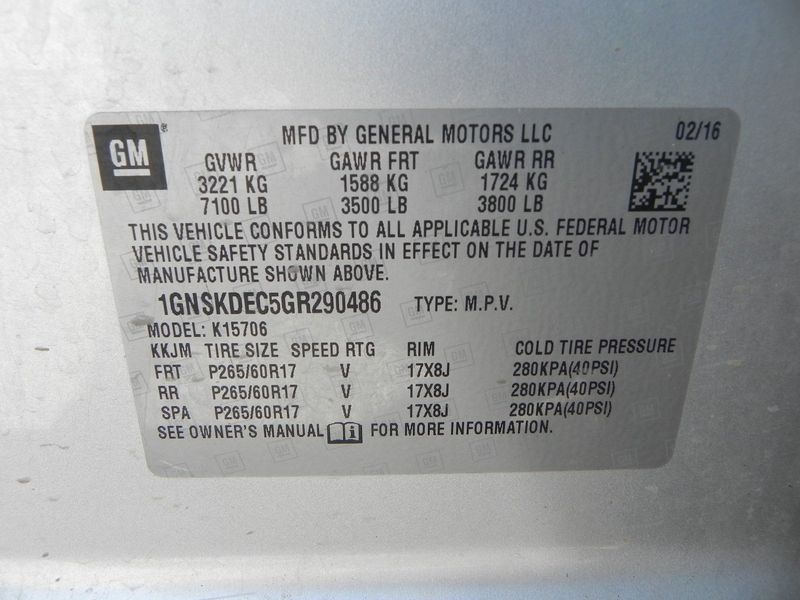 GM ® MFD BY GENERAL MOTORS LLC 02/16
GVWR GAWR FRT GAWR RR
3221 KG 1588 KG 1724 KG
7100 LB 3500 LB 3800 LB
THIS VEHICLE CONFORMS TO ALL APPLICABLE U.S. FEDERAL MOTOR
VEHICLE SAFETY STANDARDS IN EFFECT ON THE DATE OF
MANUFACTURE SHOWN ABOVE.
1GNSKDEC5GR290486 TYPE: M.P.V.
MODEL: K15706
KKJM TIRE SIZE SPEED RTG RIM COLD TIRE PRESSURE
FRT P265/60R17 V 17X8J 280KPA(40PSI)
RR P265/60R17 V 17X8J 280KPA(40PSI)
SPA P265/60R17 V 17X8J 280KPA(40PSI)
SEE OWNER'S MANUAL i FOR MORE INFORMATION.